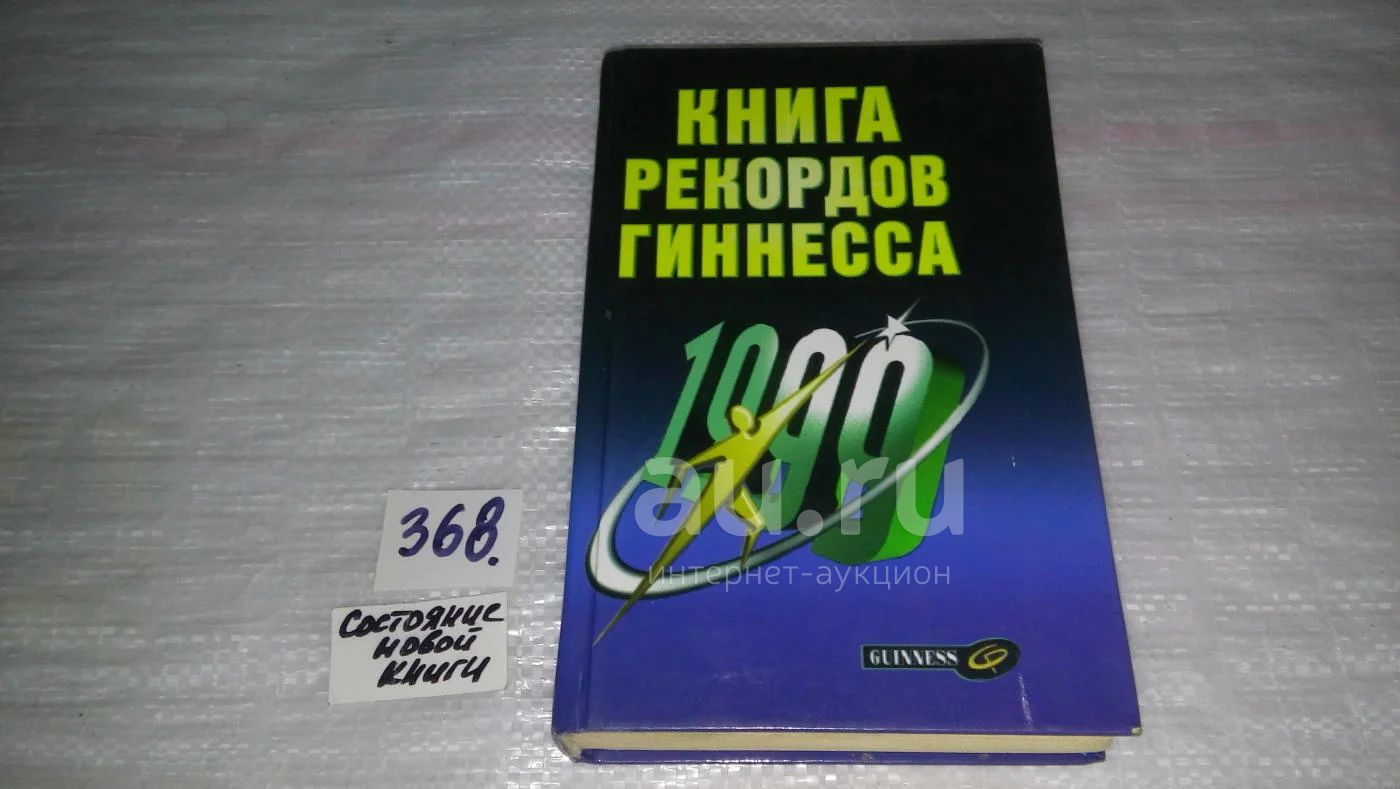 КНИГА
РЕКОРДОВ
ГИННЕССА
1999
au.ru
интернет-аукцион
GUINNESS
368.
Состояние
новой
книги